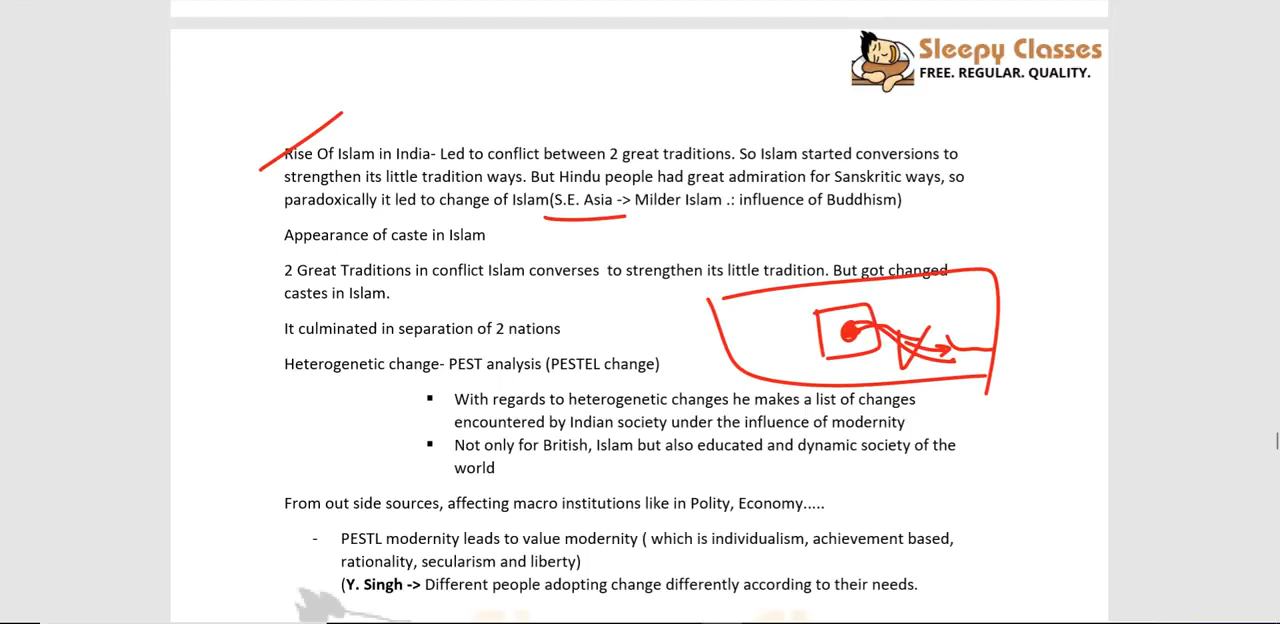 Sleepy Classes
FREE. REGULAR. QUALITY.
Rise Of Islam in India- Led to conflict between 2 great traditions. So Islam started conversions to
strengthen its little tradition ways. But Hindu people had great admiration for Sanskritic ways, so
paradoxically it led to change of Islam(S.E. Asia -> Milder Islam .: influence of Buddhism)
Appearance of caste in Islam
2 Great Traditions in conflict Islam converses to strengthen its little tradition. But got changed
castes in Islam.
It culminated in separation of 2 nations
Heterogenetic change- PEST analysis (PESTEL change)
▪ With regards to heterogenetic changes he makes a list of changes
encountered by Indian society under the influence of modernity
▪ Not only for British, Islam but also educated and dynamic society of the
world
From out side sources, affecting macro institutions like in Polity, Economy.....
- PESTL modernity leads to value modernity ( which is individualism, achievement based,
rationality, secularism and liberty)
(Y. Singh -> Different people adopting change differently according to their needs.